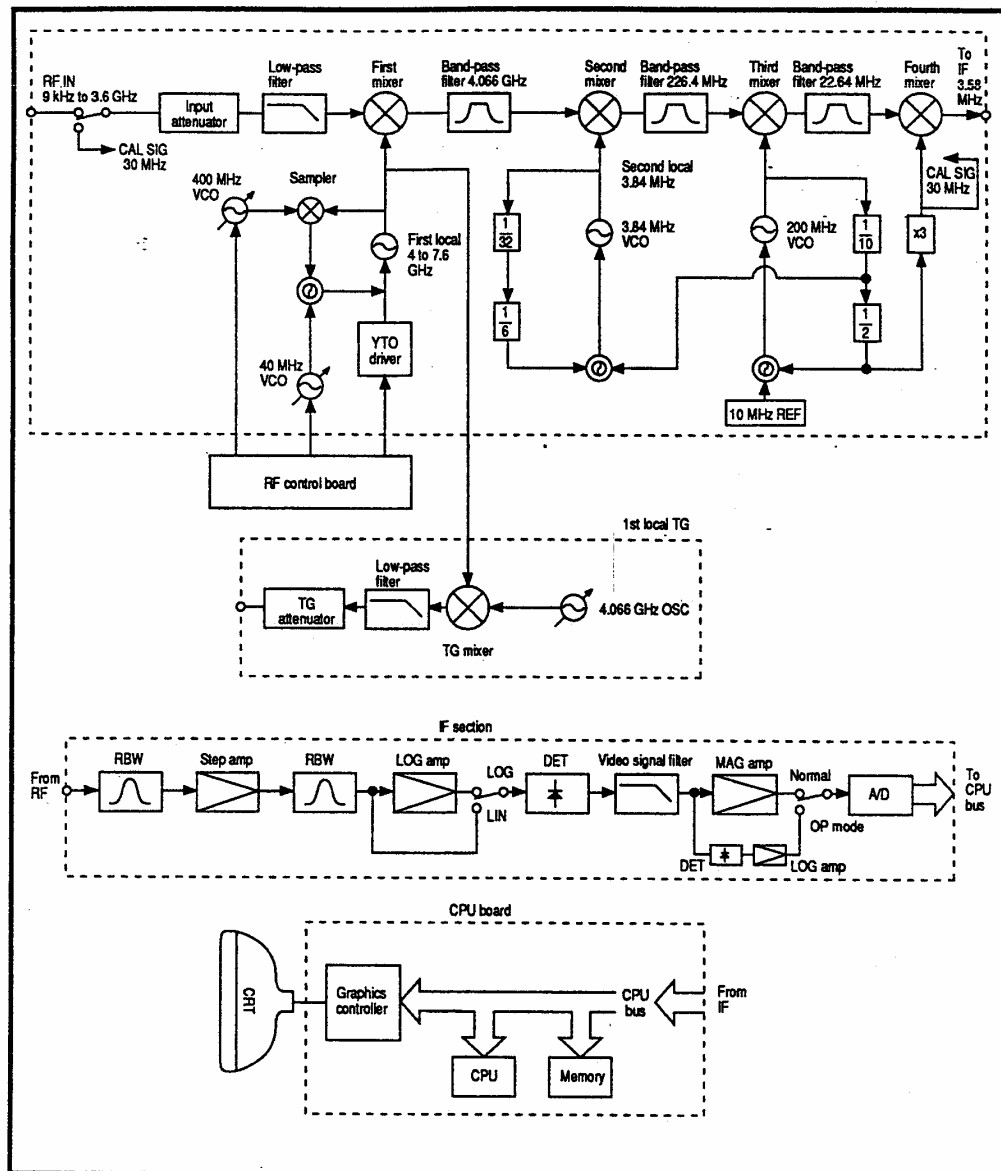 RF IN
9 kHz to 3.6 GHz
Input
attenuator
Low-pass
filter
First
mixer
Band-pass
filter 4.066 GHz
Second
mixer
Band-pass
filter 226.4 MHz
Third
mixer
Band-pass
filter 22.64 MHz
Fourth
mixer
To
IF
3.58
MHz
CAL SIG
30 MHz
400 MHz
VCO
Sampler
First local
4 to 7.6
GHz
Second local
3.84 MHz
1
32
3.84 MHz
VCO
200 MHz
VCO
1
10
x3
CAL SIG
30 MHz
1
6
1
2
40 MHz
VCO
YTO
driver
10 MHz REF
RF control board
1st local TG
Low-pass
filter
TG
attenuator
TG mixer
4.066 GHz OSC
IF section
From
RF
RBW
Step amp
RBW
LOG amp
LOG
LIN
DET
Video signal filter
MAG amp
Normal
OP mode
A/D
To
CPU
bus
DET
LOG amp
CPU board
CRT
Graphics
controller
CPU
bus
From
IF
CPU
Memory